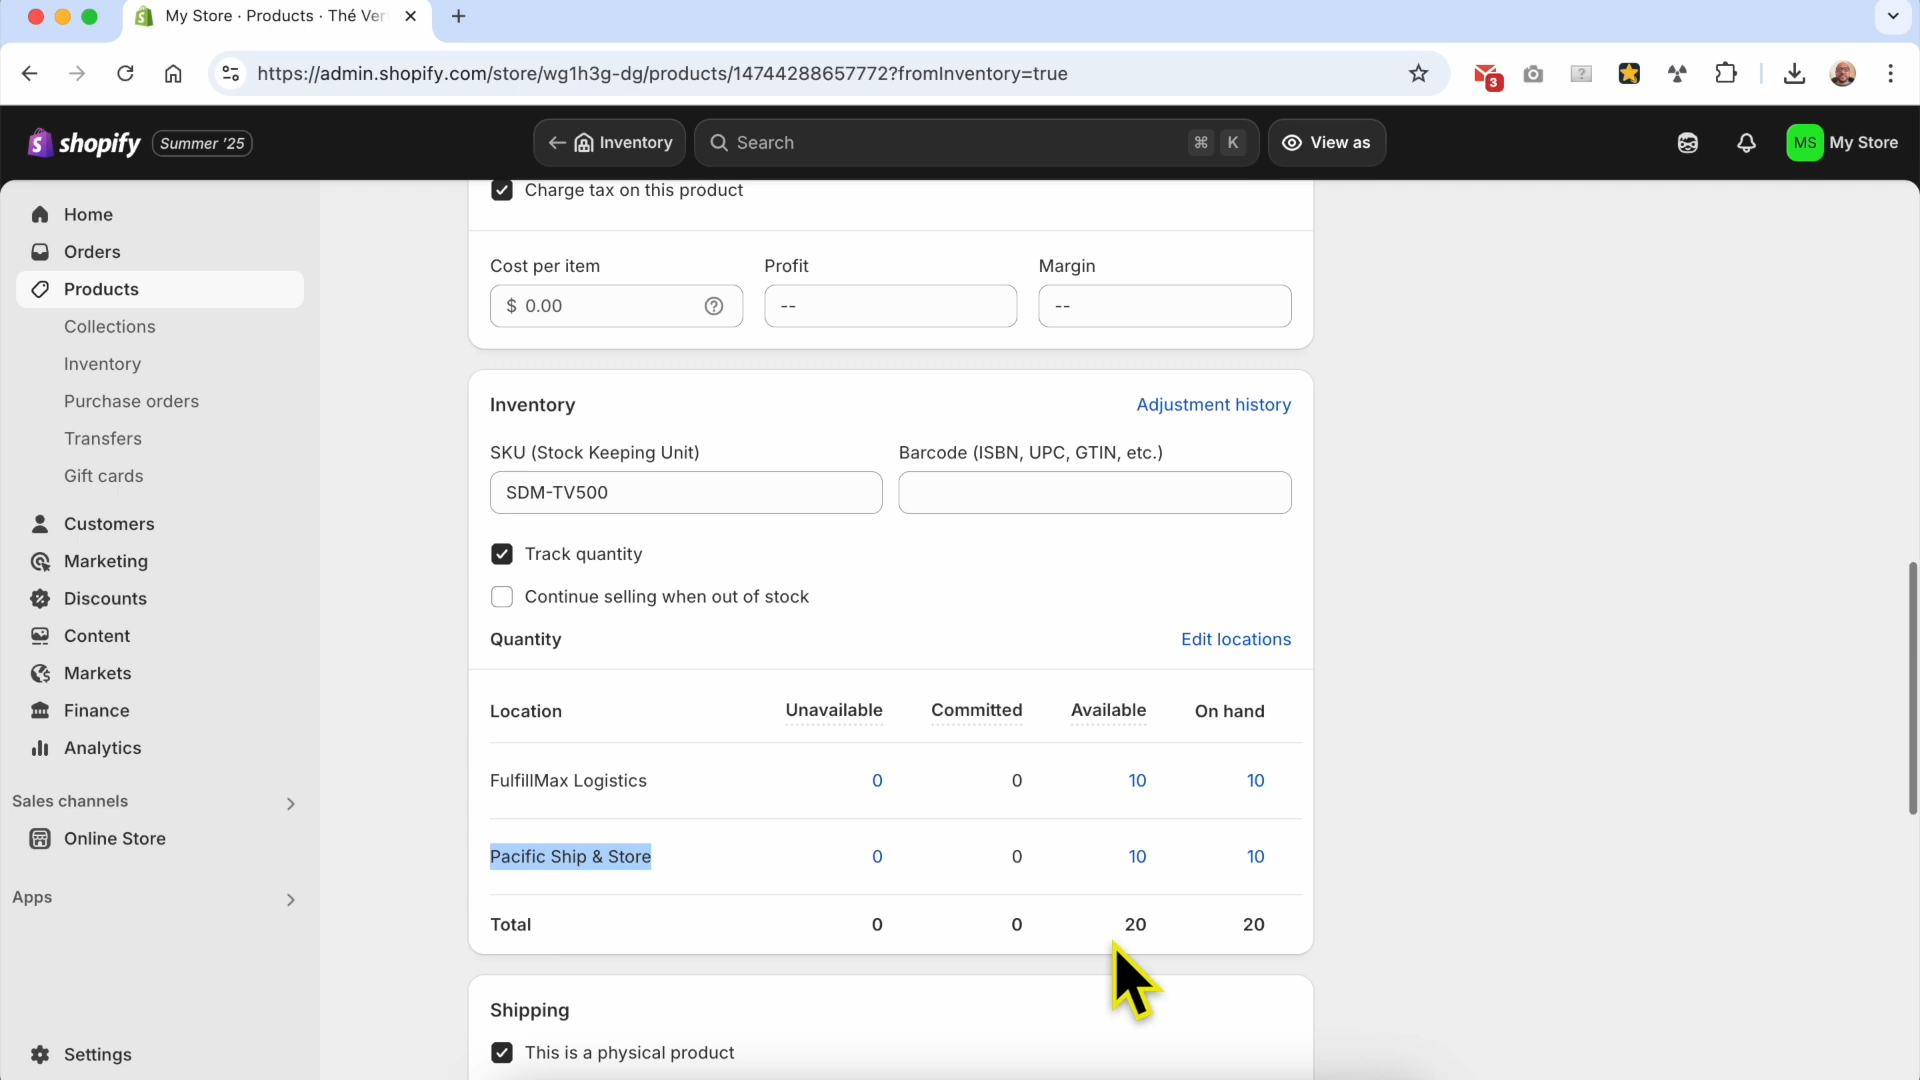 My Store · Products · Thé Ver
https://admin.shopify.com/store/wg1h3g-dg/products/14744288657772?fromInventory=true
3
shopify Summer '25
Inventory
Search ⌘ K
View as
MS My Store
Home
Orders
Products
Collections
Inventory
Purchase orders
Transfers
Gift cards
Customers
Marketing
Discounts
Content
Markets
Finance
Analytics
Sales channels
Online Store
Apps
Settings
Charge tax on this product
Cost per item Profit Margin
$ 0.00 -- --
Inventory Adjustment history
SKU (Stock Keeping Unit) Barcode (ISBN, UPC, GTIN, etc.)
SDM-TV500
Track quantity
Continue selling when out of stock
Quantity Edit locations
Location Unavailable Committed Available On hand
FulfillMax Logistics 0 0 10 10
Pacific Ship & Store 0 0 10 10
Total 0 0 20 20
Shipping
This is a physical product